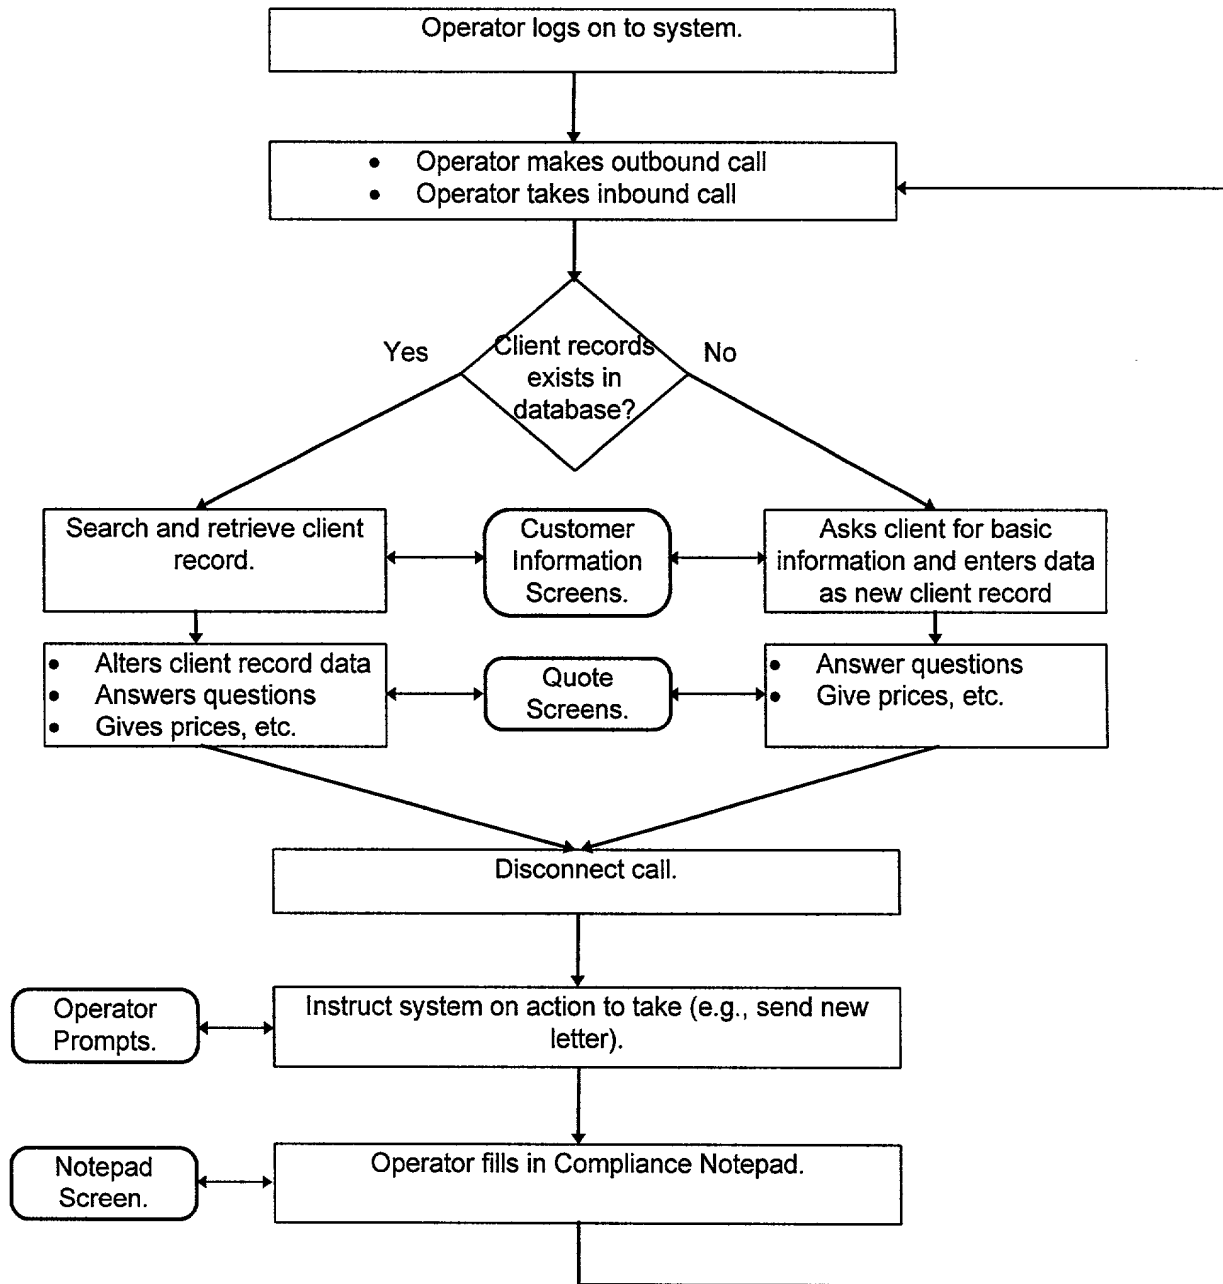 Operator logs on to system.
• Operator makes outbound call
• Operator takes inbound call
Yes
No
Client records
exists in
database?
Search and retrieve client
record.
Customer
Information
Screens.
Asks client for basic
information and enters data
as new client record
• Alters client record data
• Answers questions
• Gives prices, etc.
Quote
Screens.
• Answer questions
• Give prices, etc.
Disconnect call.
Operator
Prompts.
Instruct system on action to take (e.g., send new
letter).
Notepad
Screen.
Operator fills in Compliance Notepad.